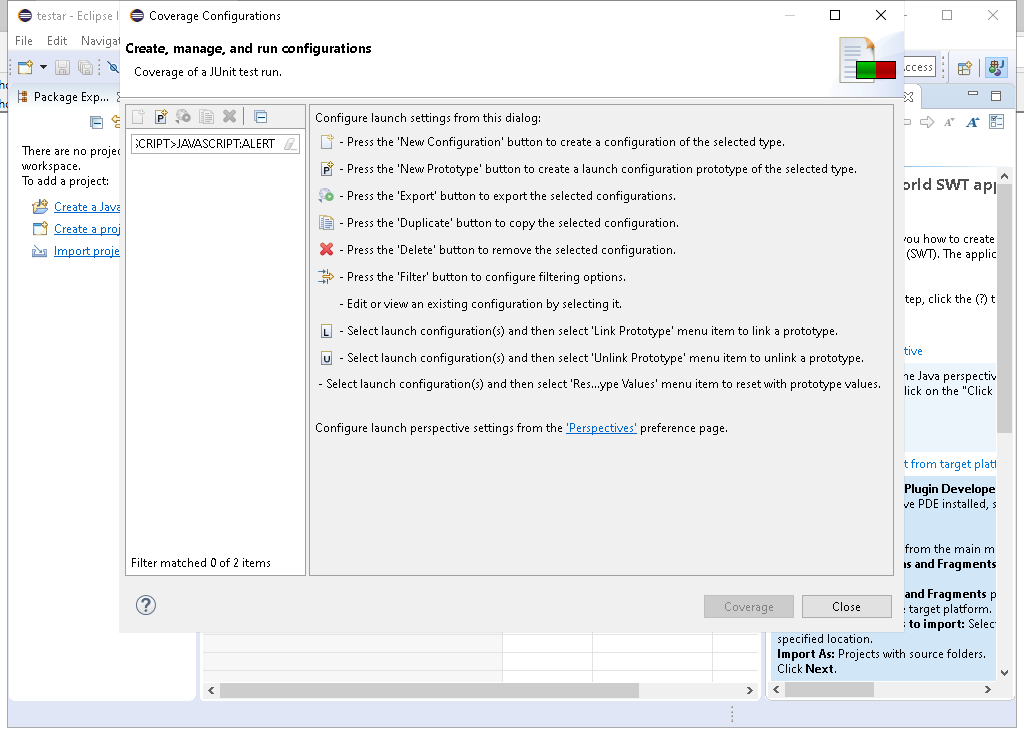 testar - Eclipse I
Coverage Configurations
File Edit Navigat
Create, manage, and run configurations
Coverage of a JUnit test run.
ccess
Package Exp...
There are no projec
workspace.
To add a project:
Create a Java
Create a proj
Import proje
P
SCRIPT>JAVASCRIPT:ALERT
Filter matched 0 of 2 items
Configure launch settings from this dialog:
- Press the 'New Configuration' button to create a configuration of the selected type.
P - Press the 'New Prototype' button to create a launch configuration prototype of the selected type.
- Press the 'Export' button to export the selected configurations.
- Press the 'Duplicate' button to copy the selected configuration.
- Press the 'Delete' button to remove the selected configuration.
- Press the 'Filter' button to configure filtering options.
- Edit or view an existing configuration by selecting it.
L - Select launch configuration(s) and then select 'Link Prototype' menu item to link a prototype.
U - Select launch configuration(s) and then select 'Unlink Prototype' menu item to unlink a prototype.
- Select launch configuration(s) and then select 'Res...ype Values' menu item to reset with prototype values.
Configure launch perspective settings from the 'Perspectives' preference page.
?
Coverage
Close
A A
orld SWT app
you how to create
(SWT). The applic
tep, click the (?) t
tive
he Java perspectiv
lick on the "Click
t from target platf
Plugin Develope
ve PDE installed, s
from the main m
ns and Fragments
and Fragments p
e target platform.
s to import: Selec
specified location.
Import As: Projects with source folders.
Click Next.